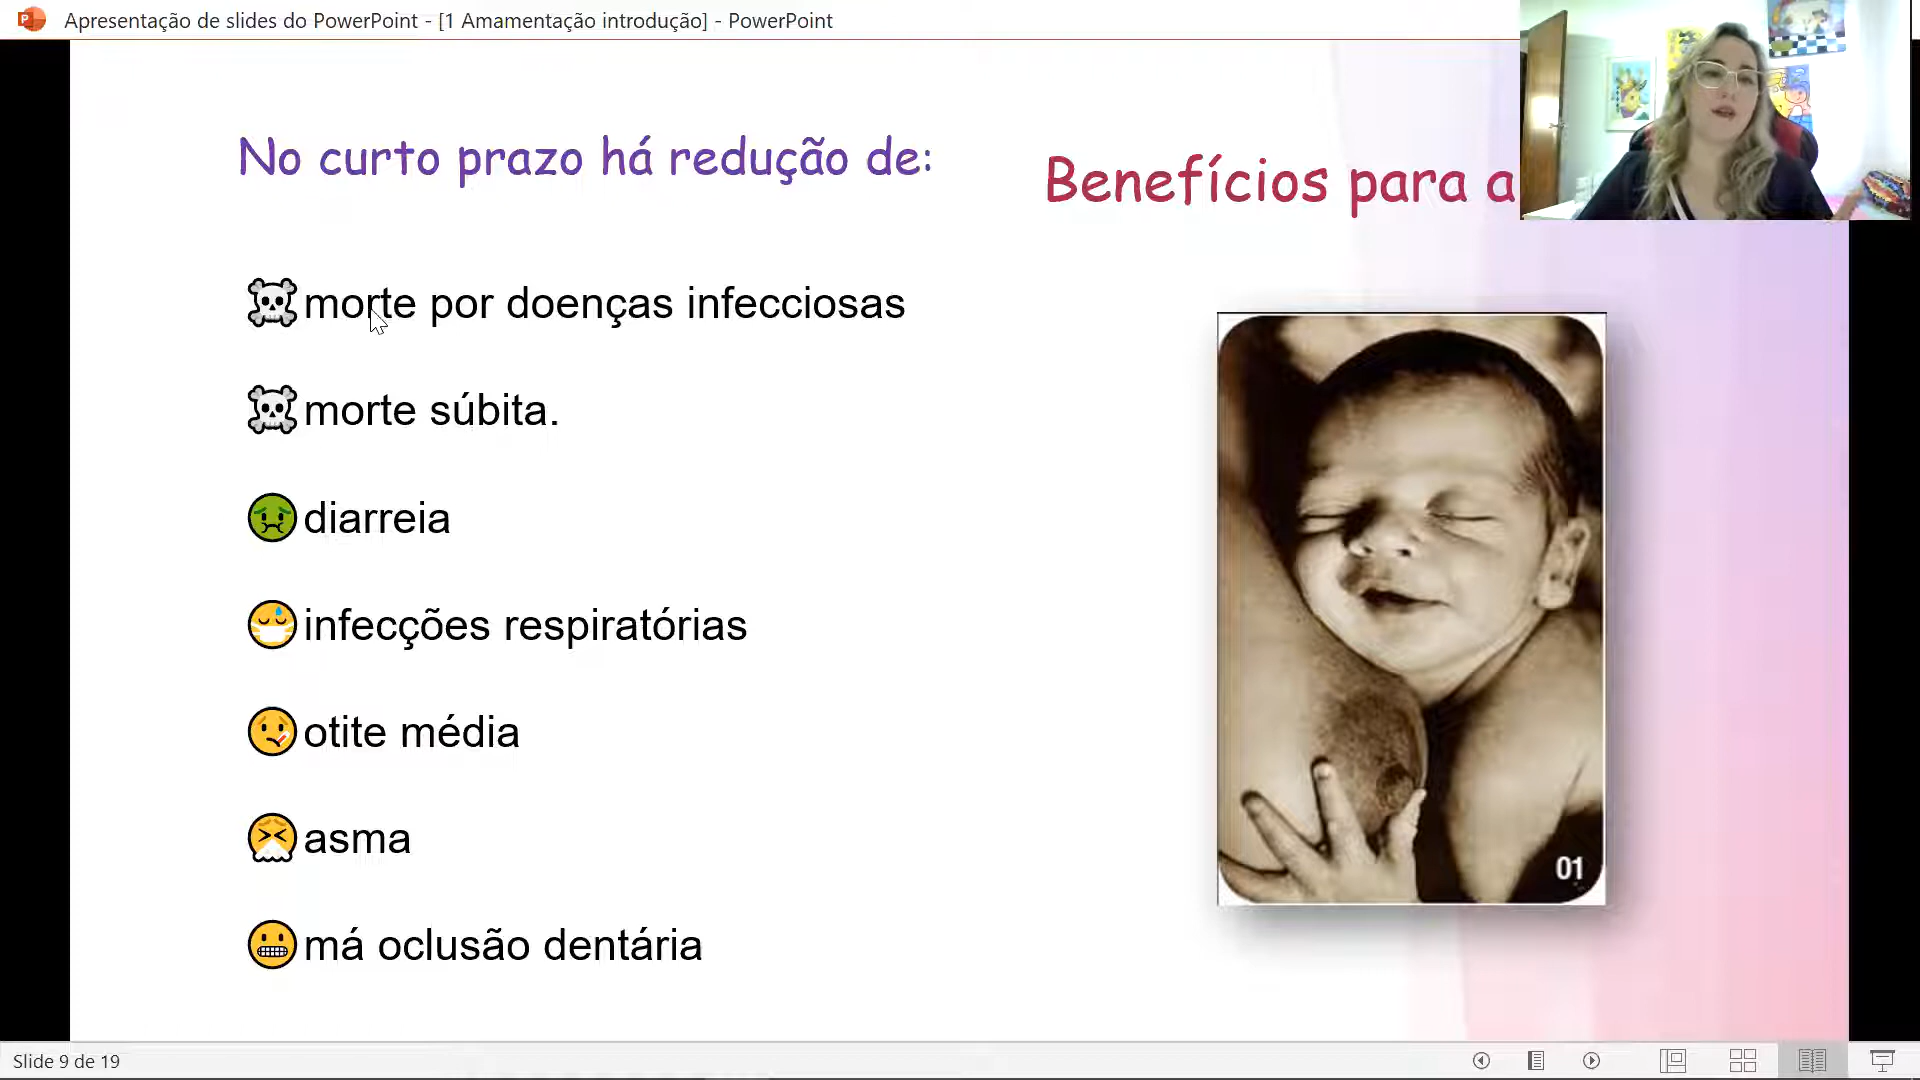 Apresentação de slides do PowerPoint - [1 Amamentação introdução] - PowerPoint
No curto prazo há redução de:
Benefícios para a
morte por doenças infecciosas
morte súbita.
diarreia
infecções respiratórias
otite média
asma
má oclusão dentária
01
Slide 9 de 19